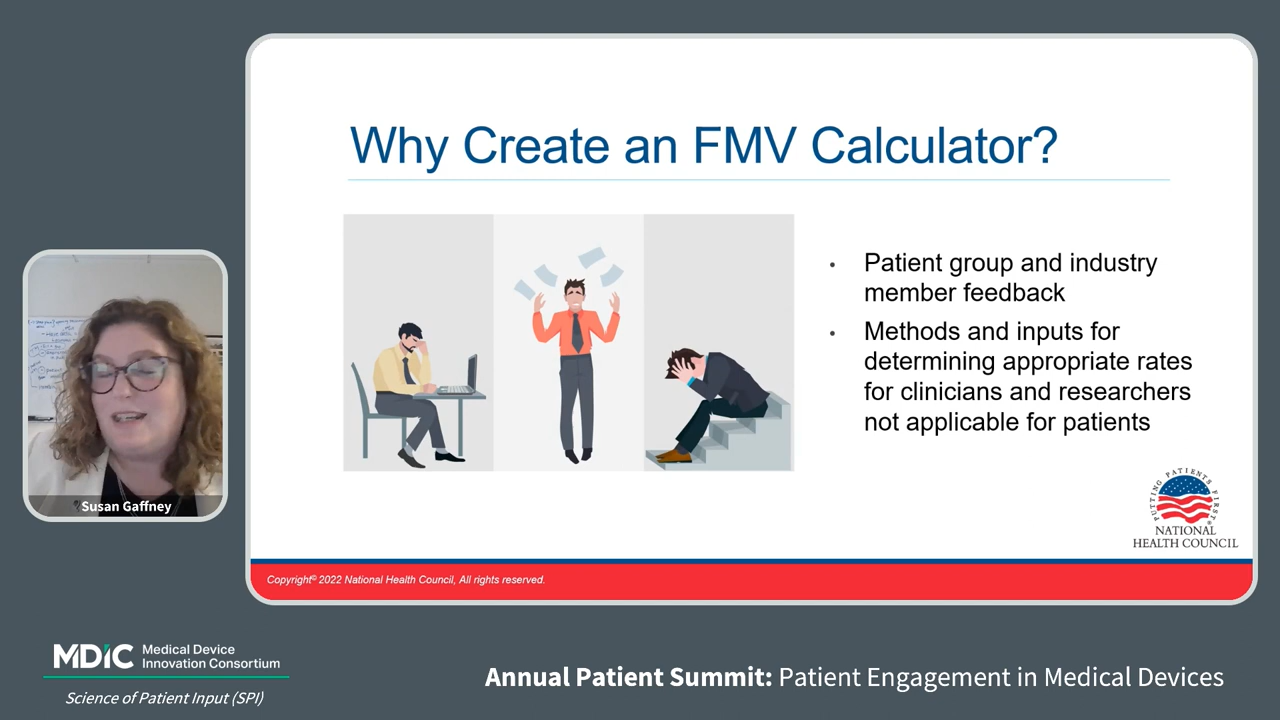 Why Create an FMV Calculator?
• Patient group and industry
member feedback
• Methods and inputs for
determining appropriate rates
for clinicians and researchers
not applicable for patients
PUTTING PATIENTS FIRST®
NATIONAL
HEALTH COUNCIL
Copyright© 2022 National Health Council, All rights reserved.
Susan Gaffney
MDIC
Medical Device
Innovation Consortium
Science of Patient Input (SPI)
Annual Patient Summit: Patient Engagement in Medical Devices